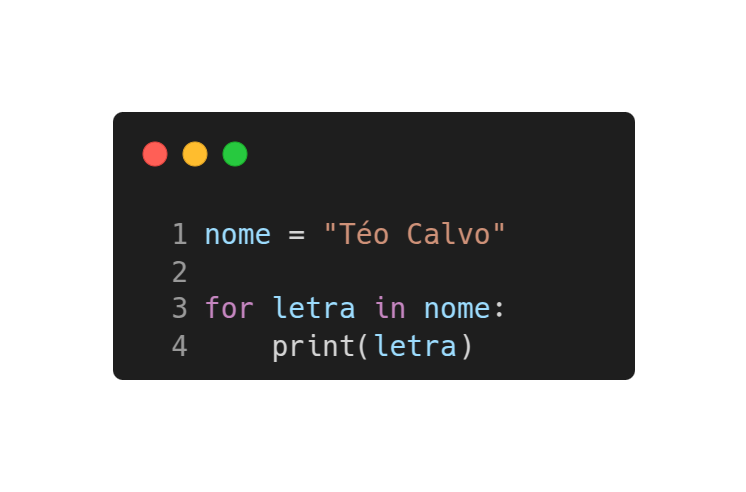 1 nome = "Téo Calvo"
2
3 for letra in nome:
4     print(letra)